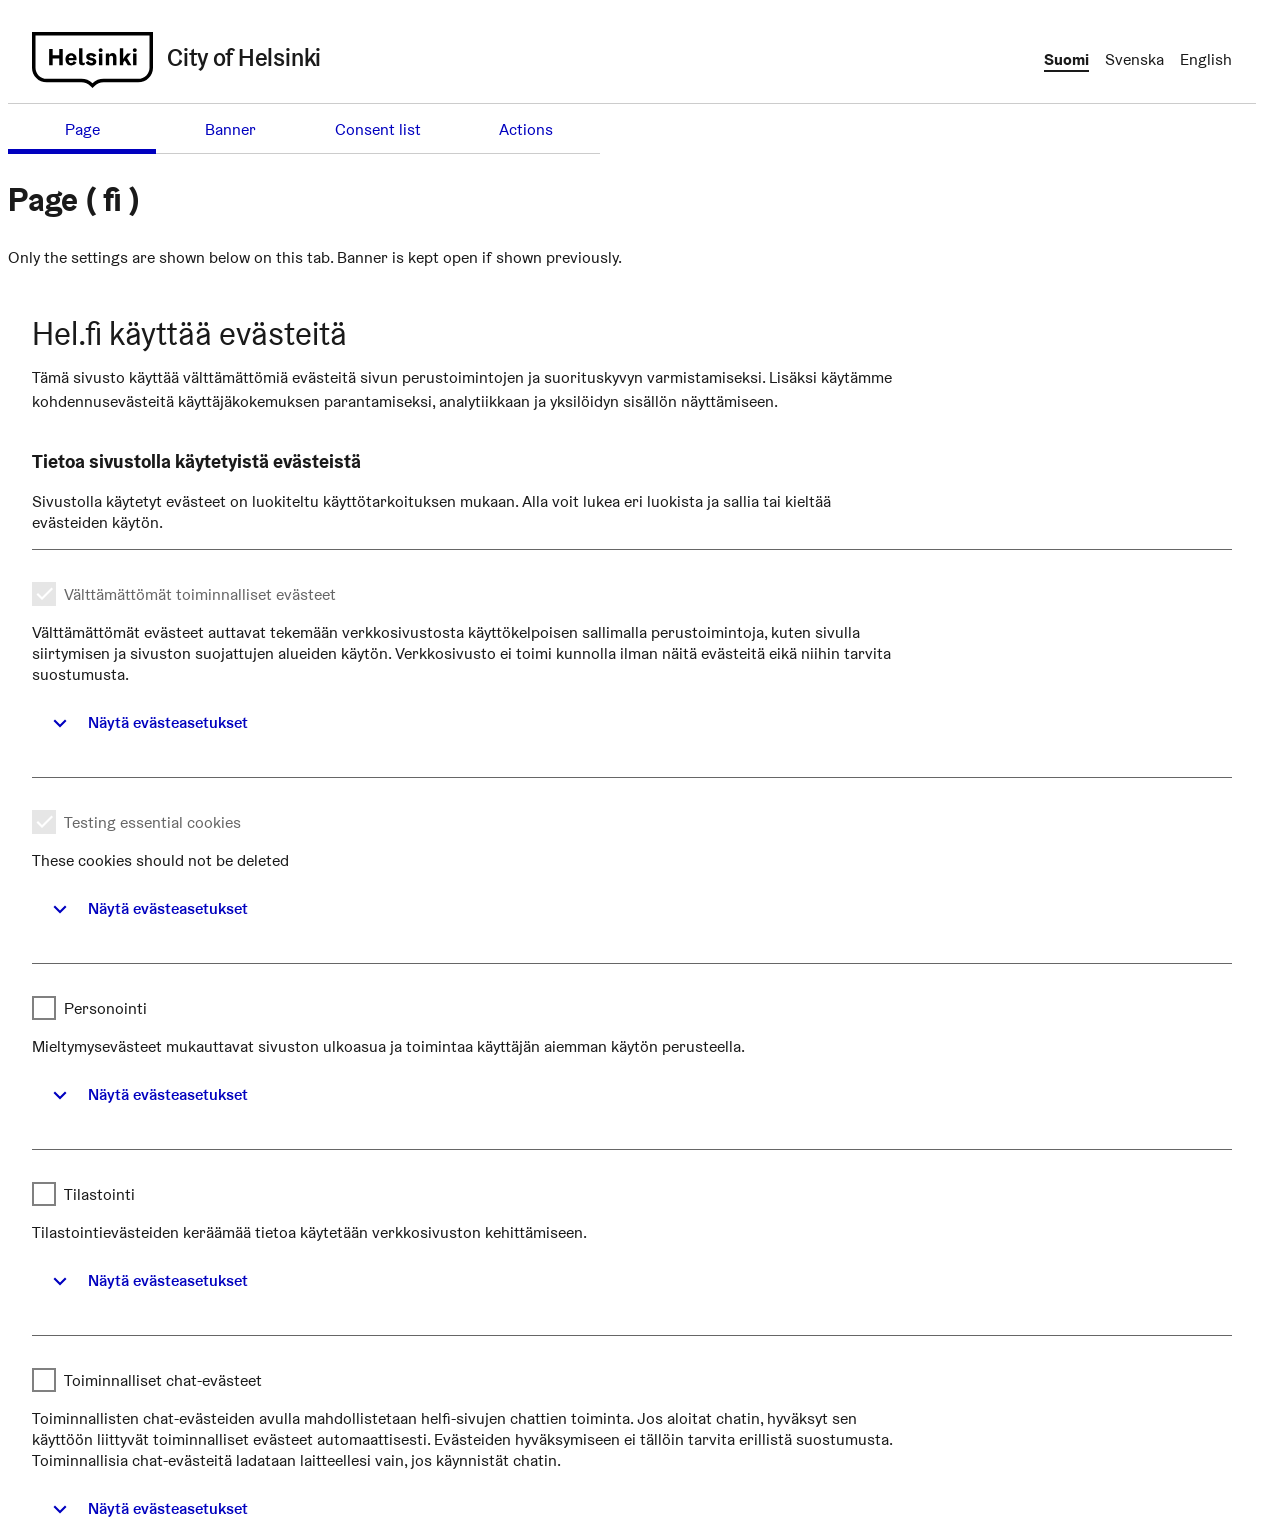 Helsinki
City of Helsinki
Suomi Svenska English
Page Banner Consent list Actions
Page ( fi )
Only the settings are shown below on this tab. Banner is kept open if shown previously.
Hel.fi käyttää evästeitä
Tämä sivusto käyttää välttämättömiä evästeitä sivun perustoimintojen ja suorituskyvyn varmistamiseksi. Lisäksi käytämme
kohdennusevästeitä käyttäjäkokemuksen parantamiseksi, analytiikkaan ja yksilöidyn sisällön näyttämiseen.
Tietoa sivustolla käytetyistä evästeistä
Sivustolla käytetyt evästeet on luokiteltu käyttötarkoituksen mukaan. Alla voit lukea eri luokista ja sallia tai kieltää
evästeiden käytön.
Välttämättömät toiminnalliset evästeet
Välttämättömät evästeet auttavat tekemään verkkosivustosta käyttökelpoisen sallimalla perustoimintoja, kuten sivulla
siirtymisen ja sivuston suojattujen alueiden käytön. Verkkosivusto ei toimi kunnolla ilman näitä evästeitä eikä niihin tarvita
suostumusta.
Näytä evästeasetukset
Testing essential cookies
These cookies should not be deleted
Näytä evästeasetukset
Personointi
Mieltymysevästeet mukauttavat sivuston ulkoasua ja toimintaa käyttäjän aiemman käytön perusteella.
Näytä evästeasetukset
Tilastointi
Tilastointievästeiden keräämää tietoa käytetään verkkosivuston kehittämiseen.
Näytä evästeasetukset
Toiminnalliset chat-evästeet
Toiminnallisten chat-evästeiden avulla mahdollistetaan helfi-sivujen chattien toiminta. Jos aloitat chatin, hyväksyt sen
käyttöön liittyvät toiminnalliset evästeet automaattisesti. Evästeiden hyväksymiseen ei tällöin tarvita erillistä suostumusta.
Toiminnallisia chat-evästeitä ladataan laitteellesi vain, jos käynnistät chatin.
Näytä evästeasetukset